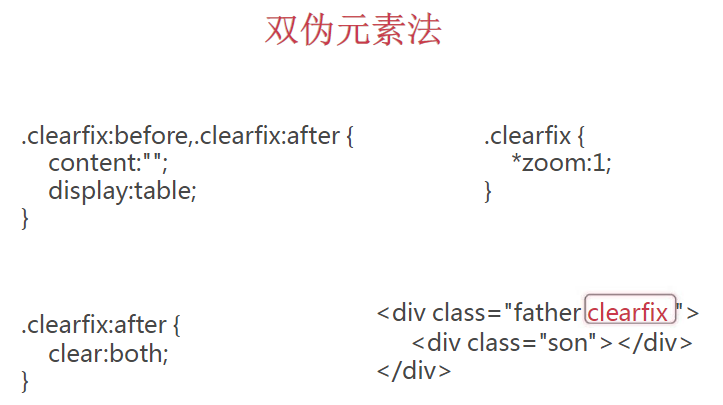 双伪元素法
.clearfix:before,.clearfix:after {
content:"";
display:table;
}
.clearfix {
*zoom:1;
}
.clearfix:after {
clear:both;
}
<div class="father clearfix ">
<div class="son"></div>
</div>